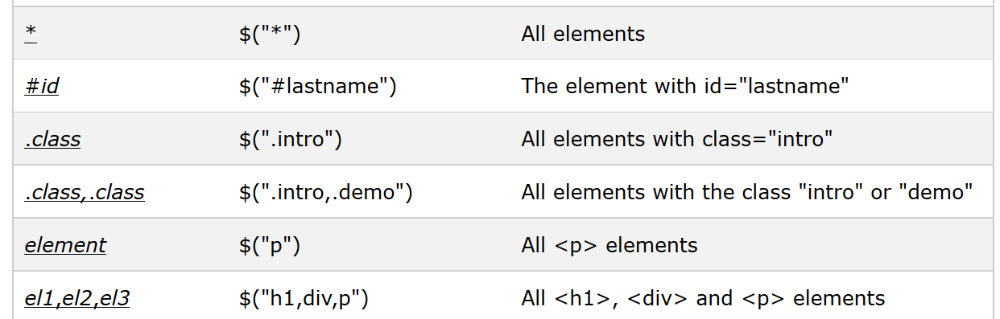 * $("*") All elements
#id $("#lastname") The element with id="lastname"
.class $(".intro") All elements with class="intro"
.class,.class $(".intro,.demo") All elements with the class "intro" or "demo"
element $("p") All <p> elements
el1,el2,el3 $("h1,div,p") All <h1>, <div> and <p> elements